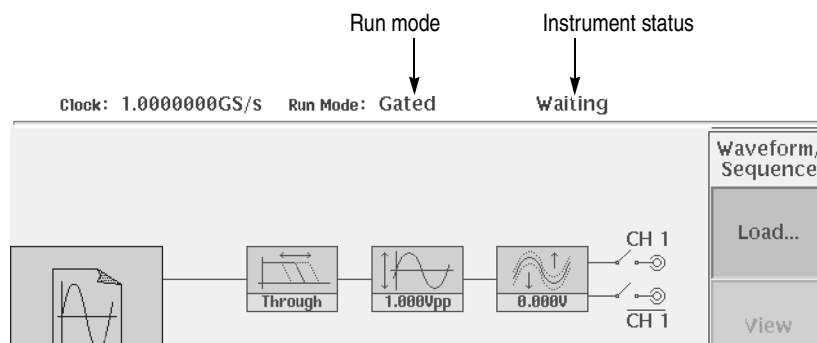 Run mode
Instrument status
Clock: 1.0000000GS/s Run Mode: Gated Waiting
Waveform/
Sequence
Load...
CH 1
Through
1.000Vpp
0.000V
CH 1
View